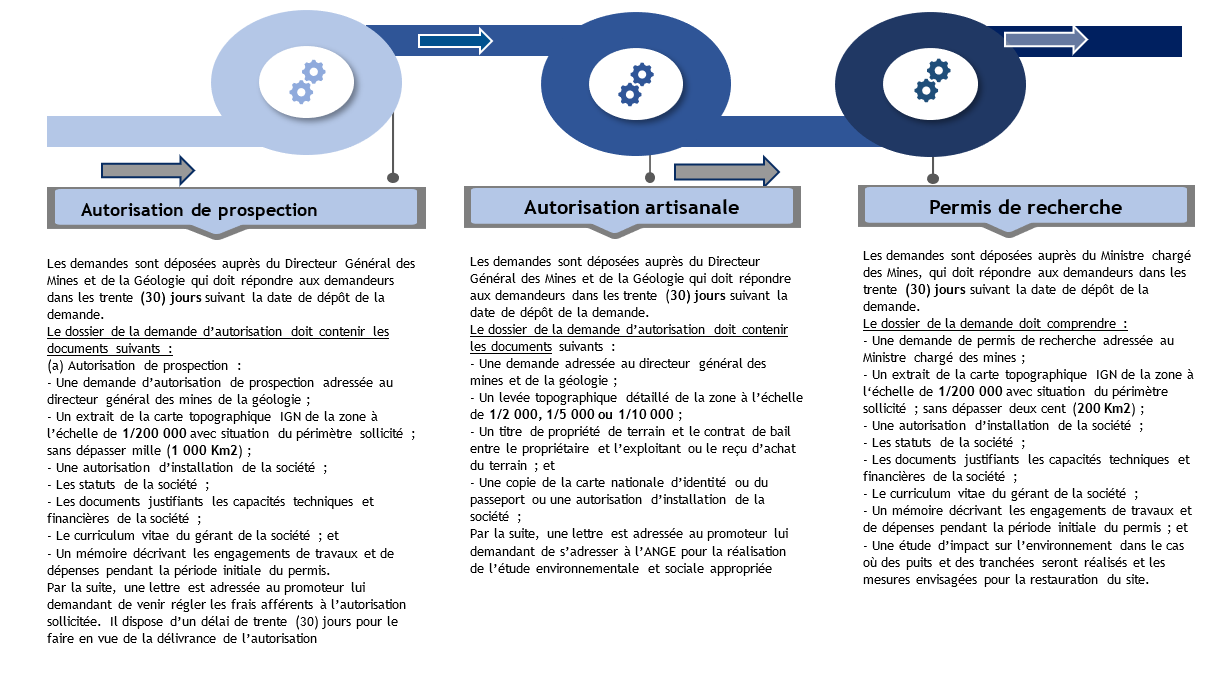 Autorisation de prospection
Les demandes sont déposées auprès du Directeur Général des
Mines et de la Géologie qui doit répondre aux demandeurs
dans les trente (30) jours suivant la date de dépôt de la
demande.
Le dossier de la demande d’autorisation doit contenir les
documents suivants :
(a) Autorisation de prospection :
- Une demande d’autorisation de prospection adressée au
directeur général des mines de la géologie ;
- Un extrait de la carte topographique IGN de la zone à
l’échelle de 1/200 000 avec situation du périmètre sollicité ;
sans dépasser mille (1 000 Km2) ;
- Une autorisation d’installation de la société ;
- Les statuts de la société ;
- Les documents justifiants les capacités techniques et
financières de la société ;
- Le curriculum vitae du gérant de la société ; et
- Un mémoire décrivant les engagements de travaux et de
dépenses pendant la période initiale du permis.
Par la suite, une lettre est adressée au promoteur lui
demandant de venir régler les frais afférents à l’autorisation
sollicitée. Il dispose d’un délai de trente (30) jours pour le
faire en vue de la délivrance de l’autorisation
Autorisation artisanale
Les demandes sont déposées auprès du Directeur
Général des Mines et de la Géologie qui doit répondre
aux demandeurs dans les trente (30) jours suivant la
date de dépôt de la demande.
Le dossier de la demande d’autorisation doit contenir
les documents suivants :
- Une demande adressée au directeur général des
mines et de la géologie ;
- Un levée topographique détaillé de la zone à l’échelle
de 1/2 000, 1/5 000 ou 1/10 000 ;
- Un titre de propriété de terrain et le contrat de bail
entre le propriétaire et l’exploitant ou le reçu d’achat
du terrain ; et
- Une copie de la carte nationale d’identité ou du
passeport ou une autorisation d’installation de la
société ;
Par la suite, une lettre est adressée au promoteur lui
demandant de s’adresser à l’ANGE pour la réalisation
de l’étude environnementale et sociale appropriée
Permis de recherche
Les demandes sont déposées auprès du Ministre chargé
des Mines, qui doit répondre aux demandeurs dans les
trente (30) jours suivant la date de dépôt de la
demande.
Le dossier de la demande doit comprendre :
- Une demande de permis de recherche adressée au
Ministre chargé des mines ;
- Un extrait de la carte topographique IGN de la zone à
l‘échelle de 1/200 000 avec situation du périmètre
sollicité ; sans dépasser deux cent (200 Km2) ;
- Une autorisation d’installation de la société ;
- Les statuts de la société ;
- Les documents justifiants les capacités techniques et
financières de la société ;
- Le curriculum vitae du gérant de la société ;
- Un mémoire décrivant les engagements de travaux et
de dépenses pendant la période initiale du permis ; et
- Une étude d’impact sur l’environnement dans le cas
où des puits et des tranchées seront réalisés et les
mesures envisagées pour la restauration du site.